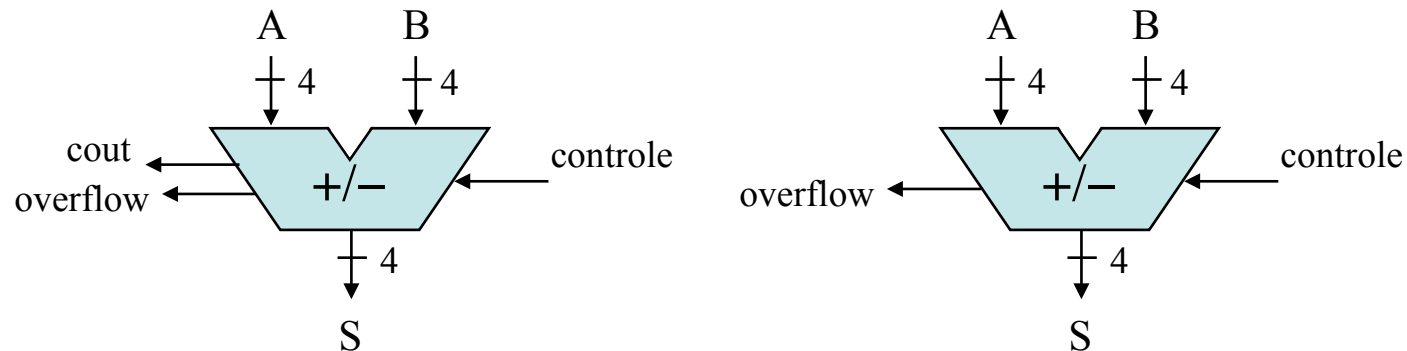 A B A B
4 4 4 4
cout controle controle
+/− +/−
overflow overflow
4 4
S S